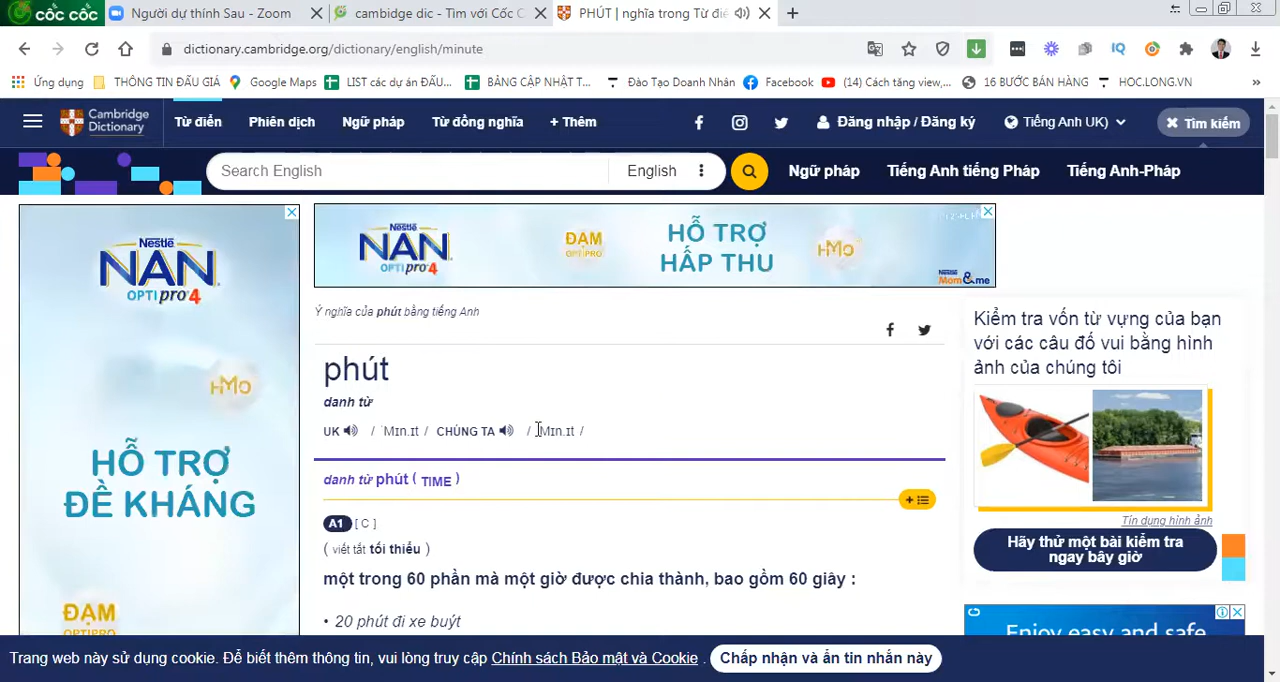 cốc cốc
Người dự thính Sau - Zoom
cambidge dic - Tìm với Cốc C
PHÚT | nghĩa trong Từ điể
dictionary.cambridge.org/dictionary/english/minute
IQ
Ứng dụng
THÔNG TIN ĐẤU GIÁ
Google Maps
LIST các dự án ĐẤU...
BẢNG CẬP NHẬT T...
Đào Tạo Doanh Nhân
Facebook
(14) Cách tăng view,...
16 BƯỚC BÁN HÀNG
HOC.LONG.VN
»
Cambridge
Dictionary
Từ điển
Phiên dịch
Ngữ pháp
Từ đồng nghĩa
+ Thêm
Đăng nhập / Đăng ký
Tiếng Anh UK)
Tìm kiếm
Search English
English
Ngữ pháp
Tiếng Anh tiếng Pháp
Tiếng Anh-Pháp
Nestlé
NAN
OPTIpro 4
HMO
HỖ TRỢ
ĐỀ KHÁNG
ĐẠM
OPTIPRO
Nestlé
NAN
OPTIpro 4
ĐẠM
OPTIPRO
HỖ TRỢ
HẤP THU
HMO
Nestlé
Mom&me
Ý nghĩa của phút bằng tiếng Anh
phút
danh từ
UK / ˈMɪn.ɪt / CHÚNG TA / ˈMɪn.ɪt /
danh từ phút ( TIME )
A1 [ C ]
( viết tắt tối thiểu )
một trong 60 phần mà một giờ được chia thành, bao gồm 60 giây :
• 20 phút đi xe buýt
Kiểm tra vốn từ vựng của bạn
với các câu đố vui bằng hình
ảnh của chúng tôi
Tín dụng hình ảnh
Hãy thử một bài kiểm tra
ngay bây giờ
Enjoy easy and safe
Trang web này sử dụng cookie. Để biết thêm thông tin, vui lòng truy cập Chính sách Bảo mật và Cookie .
Chấp nhận và ẩn tin nhắn này